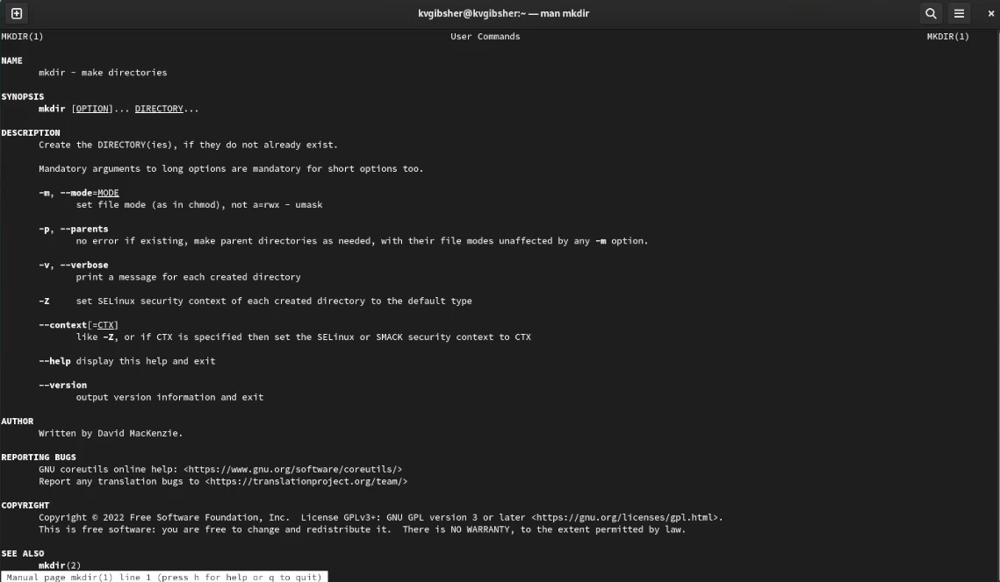 kvgibsher@kvgibsher:~ — man mkdir
MKDIR(1) User Commands MKDIR(1)
NAME
mkdir - make directories
SYNOPSIS
mkdir [OPTION]... DIRECTORY...
DESCRIPTION
Create the DIRECTORY(ies), if they do not already exist.
Mandatory arguments to long options are mandatory for short options too.
-m, --mode=MODE
set file mode (as in chmod), not a=rwx - umask
-p, --parents
no error if existing, make parent directories as needed, with their file modes unaffected by any -m option.
-v, --verbose
print a message for each created directory
-Z set SELinux security context of each created directory to the default type
--context[=CTX]
like -Z, or if CTX is specified then set the SELinux or SMACK security context to CTX
--help display this help and exit
--version
output version information and exit
AUTHOR
Written by David MacKenzie.
REPORTING BUGS
GNU coreutils online help: <https://www.gnu.org/software/coreutils/>
Report any translation bugs to <https://translationproject.org/team/>
COPYRIGHT
Copyright © 2022 Free Software Foundation, Inc. License GPLv3+: GNU GPL version 3 or later <https://gnu.org/licenses/gpl.html>.
This is free software: you are free to change and redistribute it. There is NO WARRANTY, to the extent permitted by law.
SEE ALSO
mkdir(2)
Manual page mkdir(1) line 1 (press h for help or q to quit)